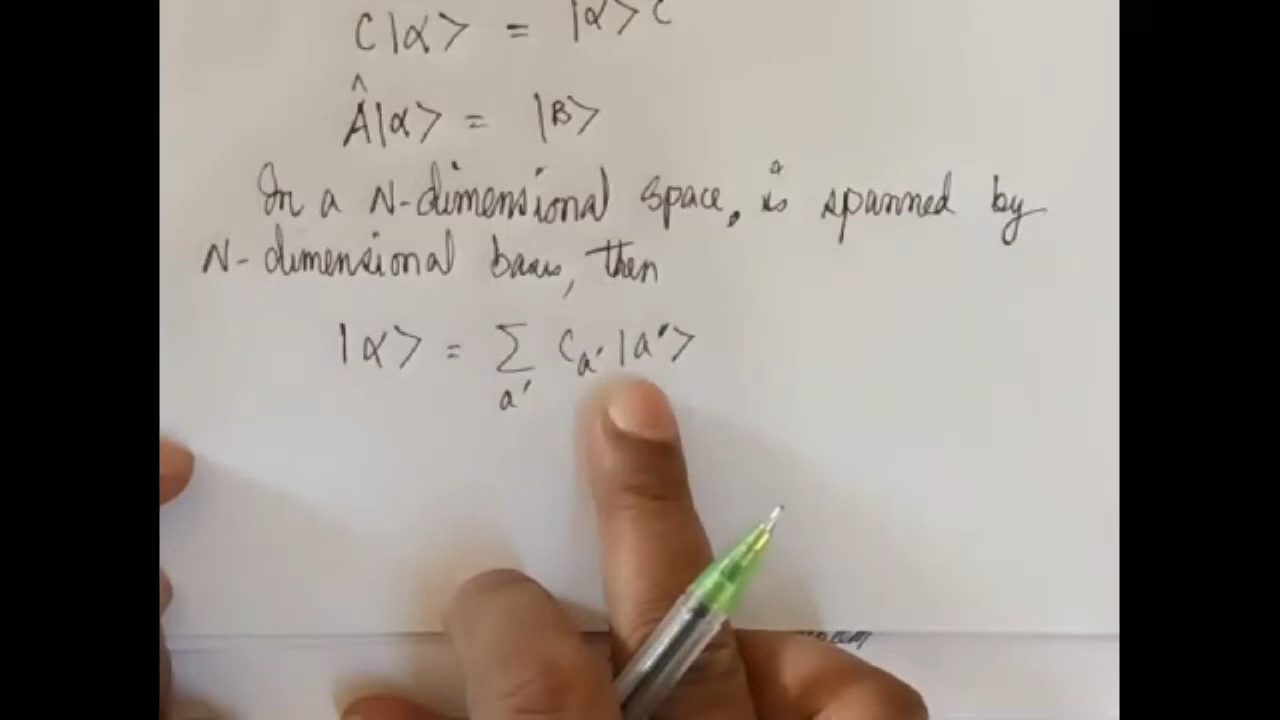 C|α> = |α> C
Â|α> = |B>
In a N-dimensional space, is spanned by
N-dimensional basis, then
|α> = Σ_{a'} C_{a'} |a'>